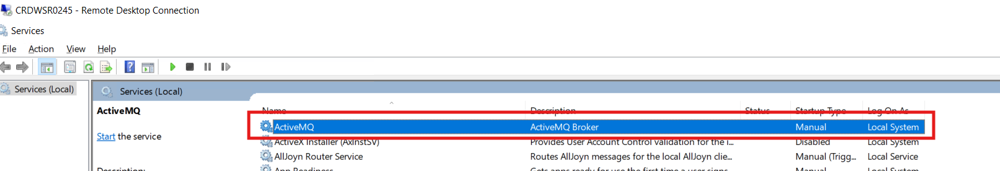 CRDWSR0245 - Remote Desktop Connection
Services
File Action View Help
Services (Local)
Services (Local)
ActiveMQ
Start the service
Description:
Name Description Status Startup Type Log On As
ActiveMQ ActiveMQ Broker Manual Local System
ActiveX Installer (AxInstSV) Provides User Account Control validation for the i... Disabled Local System
AllJoyn Router Service Routes AllJoyn messages for the local AllJoyn clie... Manual (Trigg... Local Service
App Readiness Gets apps ready for use the first time a user signs Manual Local System